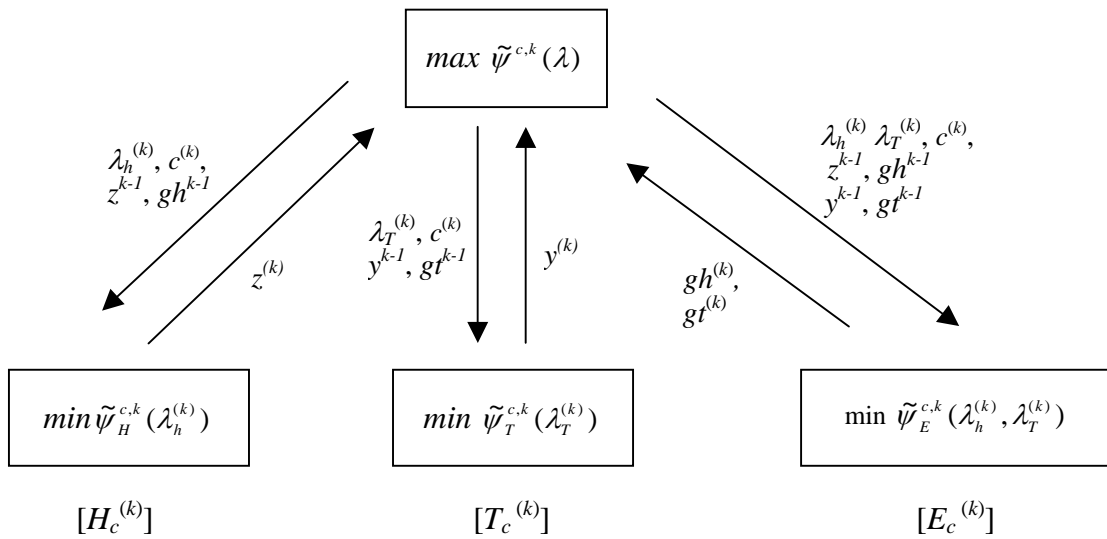 max ψ̃^{c,k}(λ)
λ_h^{(k)}, c^{(k)},
z^{k-1}, gh^{k-1}
z^{(k)}
λ_T^{(k)}, c^{(k)}
y^{k-1}, gt^{k-1}
y^{(k)}
λ_h^{(k)} λ_T^{(k)}, c^{(k)},
z^{k-1}, gh^{k-1}
y^{k-1}, gt^{k-1}
gh^{(k)},
gt^{(k)}
min ψ̃_H^{c,k}(λ_h^{(k)})
min ψ̃_T^{c,k}(λ_T^{(k)})
min ψ̃_E^{c,k}(λ_h^{(k)}, λ_T^{(k)})
[H_c^{(k)}]
[T_c^{(k)}]
[E_c^{(k)}]